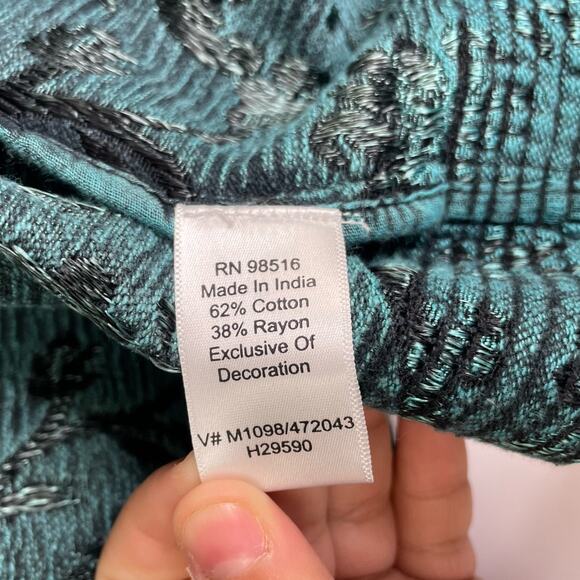 RN 98516
Made In India
62% Cotton
38% Rayon
Exclusive Of
Decoration
V# M1098/472043
H29590